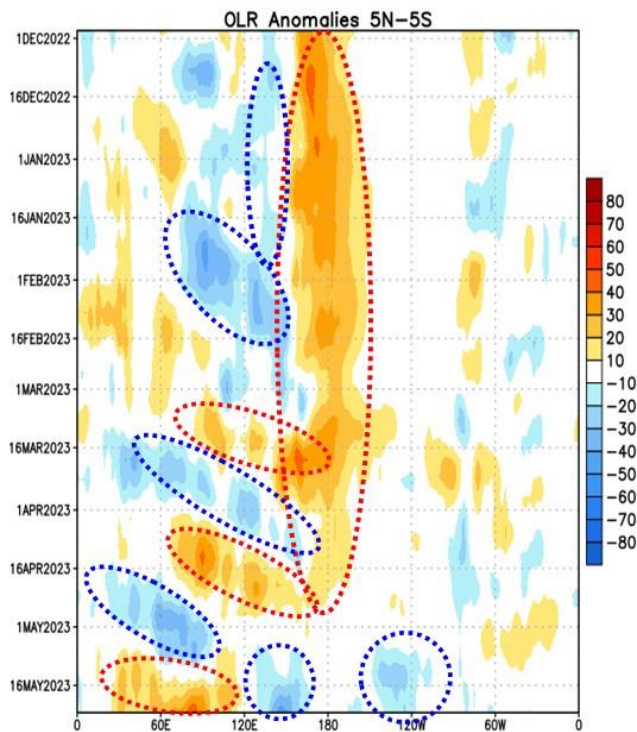 OLR Anomalies 5N-5S
1DEC2022
16DEC2022
1JAN2023
16JAN2023
1FEB2023
16FEB2023
1MAR2023
16MAR2023
1APR2023
16APR2023
1MAY2023
16MAY2023
0 60E 120E 180 120W 60W 0
80
70
60
50
40
30
20
10
-10
-20
-30
-40
-50
-60
-70
-80